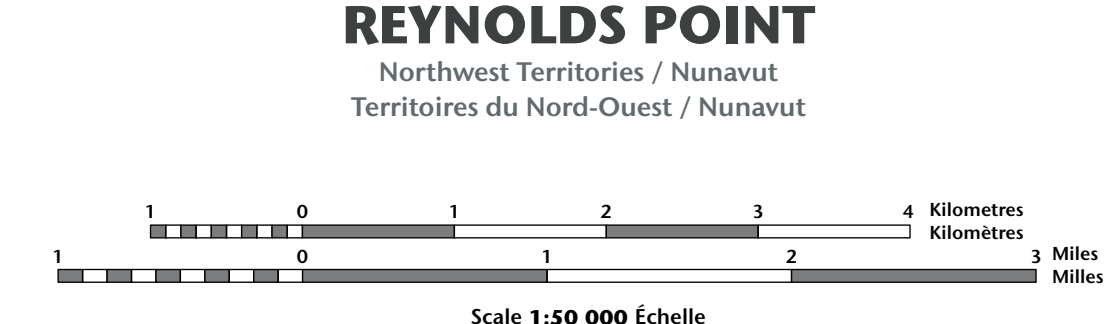 REYNOLDS POINT
Northwest Territories / Nunavut
Territoires du Nord-Ouest / Nunavut
1 0 1 2 3 4 Kilometres
Kilomètres
1 0 1 2 3 Miles
Milles
Scale 1:50 000 Échelle